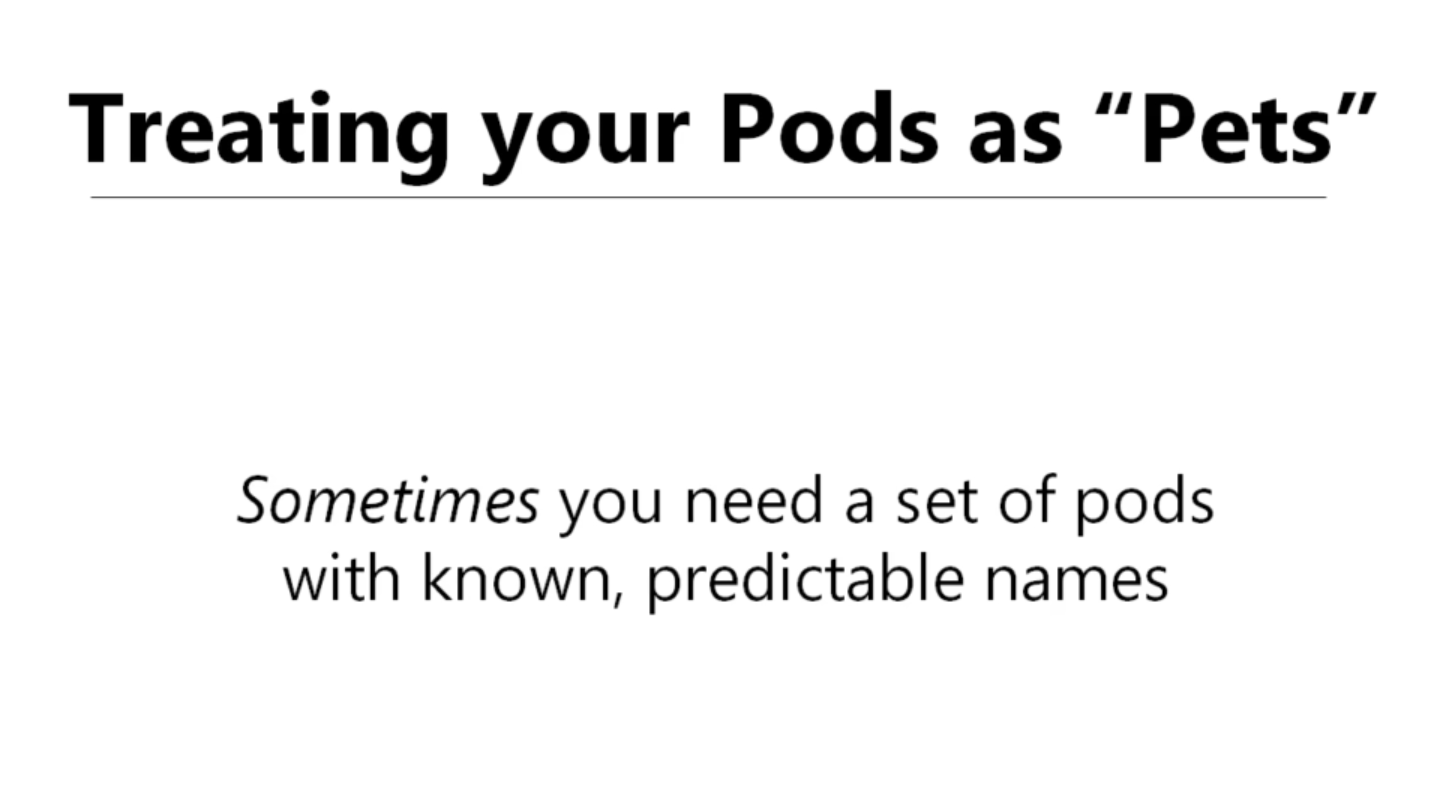 Treating your Pods as “Pets”
Sometimes you need a set of pods
with known, predictable names